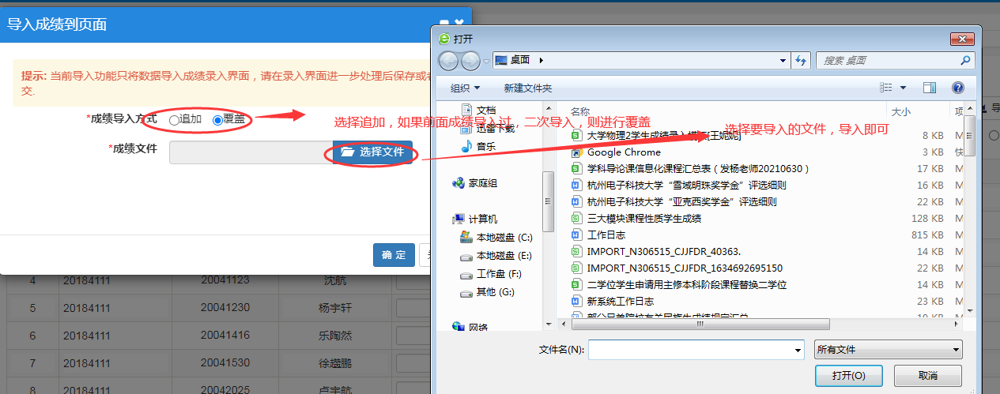 导入成绩到页面
提示: 当前导入功能只将数据导入成绩录入界面，请在录入界面进一步处理后保存或
交.
*成绩导入方式 追加 覆盖
*成绩文件 选择文件
选择追加，如果前面成绩导入过，二次导入，则进行覆盖
确 定
4 20184111 20041123 沈航
5 20184111 20041230 杨宇轩
6 20184111 20041416 乐陶然
7 20184111 20041530 徐趱鹏
8 20184111 20042025 卢宇航
打开
桌面
搜索 桌面
组织 新建文件夹
文档
迅雷下载
音乐
家庭组
计算机
本地磁盘 (C:)
本地磁盘 (E:)
工作盘 (F:)
其他 (G:)
网络
名称 大小 项
选择要导入的文件，导入即可
大学物理2学生成绩录入模 [王妮妮] 8 KB M
Google Chrome 3 KB 快
学科导论课信息化课程汇总表（发杨老师20210630） 17 KB M
杭州电子科技大学“雪域明珠奖学金”评选细则 16 KB M
杭州电子科技大学“亚克西奖学金”评选细则 22 KB M
三大模块课程性质学生成绩 128 KB M
工作日志 815 KB M
IMPORT_N306515_CJJFDR_40363. 14 KB M
IMPORT_N306515_CJJFDR_1634692695150 22 KB M
二学位学生申请用主修本科阶段课程替换二学位 14 KB M
新系统工作日志 23 KB M
文件名(N): 所有文件
打开(O) 取消